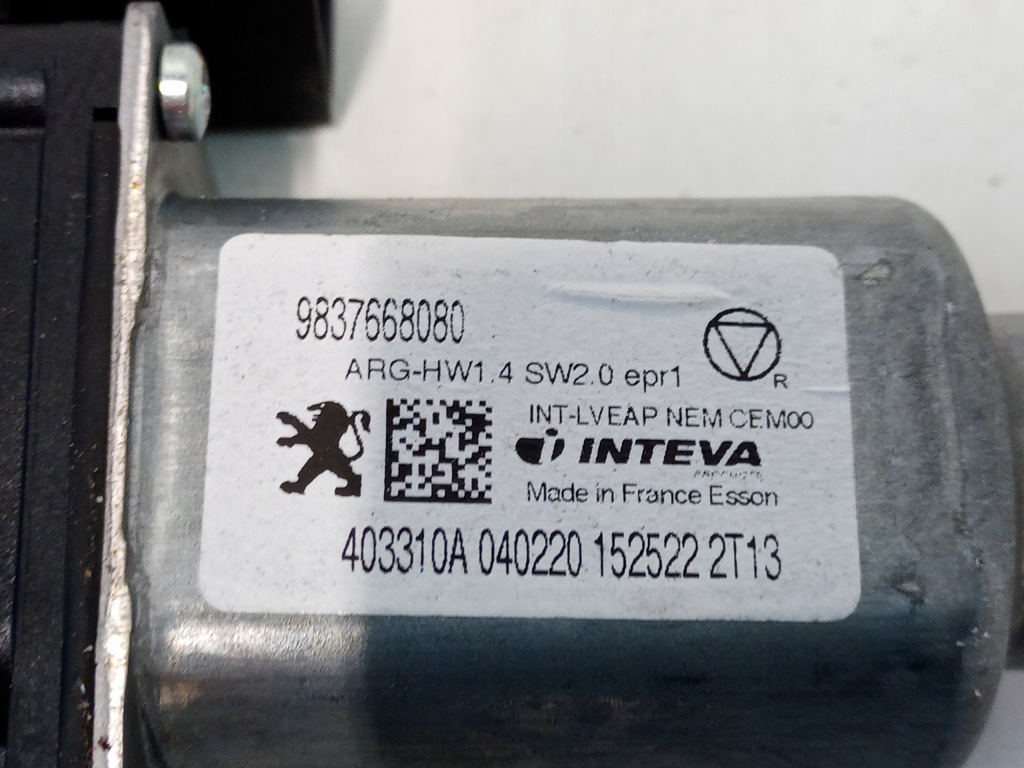 9837668080
ARG-HW1.4 SW2.0 epr1
R
INT-LVEAP NEM CEM00
INTEVA
PRODUCTS
Made in France Esson
403310A 040220 152522 2T13